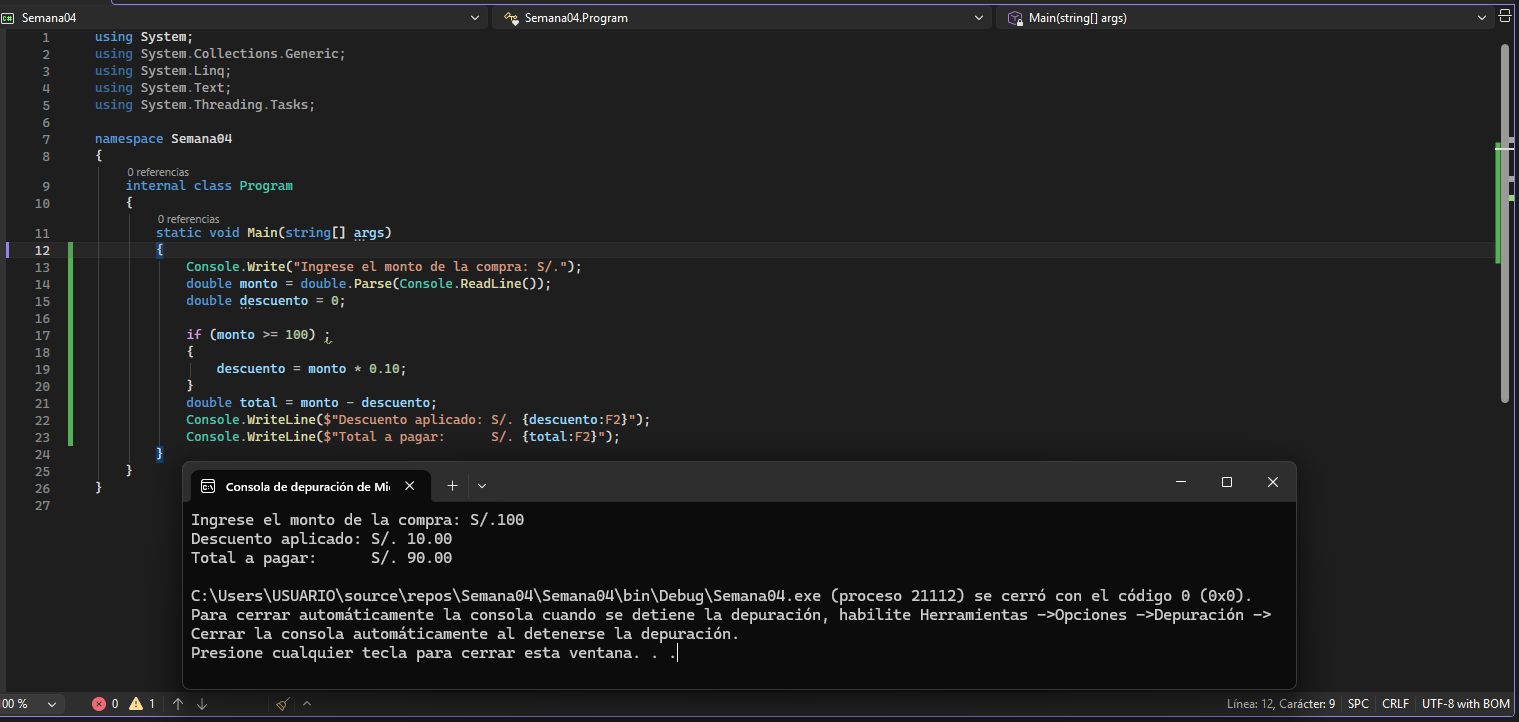 Semana04
Semana04.Program
Main(string[] args)
1 using System;
2 using System.Collections.Generic;
3 using System.Linq;
4 using System.Text;
5 using System.Threading.Tasks;
6
7 namespace Semana04
8 {
0 referencias
9 internal class Program
10 {
0 referencias
11 static void Main(string[] args)
12 {
13 Console.Write("Ingrese el monto de la compra: S/.");
14 double monto = double.Parse(Console.ReadLine());
15 double descuento = 0;
16
17 if (monto >= 100) ;
18 {
19 descuento = monto * 0.10;
20 }
21 double total = monto - descuento;
22 Console.WriteLine($"Descuento aplicado: S/. {descuento:F2}");
23 Console.WriteLine($"Total a pagar:      S/. {total:F2}");
24 }
25 }
26 }
27
Consola de depuración de Mi
Ingrese el monto de la compra: S/.100
Descuento aplicado: S/. 10.00
Total a pagar:      S/. 90.00
C:\Users\USUARIO\source\repos\Semana04\Semana04\bin\Debug\Semana04.exe (proceso 21112) se cerró con el código 0 (0x0).
Para cerrar automáticamente la consola cuando se detiene la depuración, habilite Herramientas ->Opciones ->Depuración ->
Cerrar la consola automáticamente al detenerse la depuración.
Presione cualquier tecla para cerrar esta ventana. . .
00 %
0
1
Línea: 12, Carácter: 9
SPC
CRLF
UTF-8 with BOM